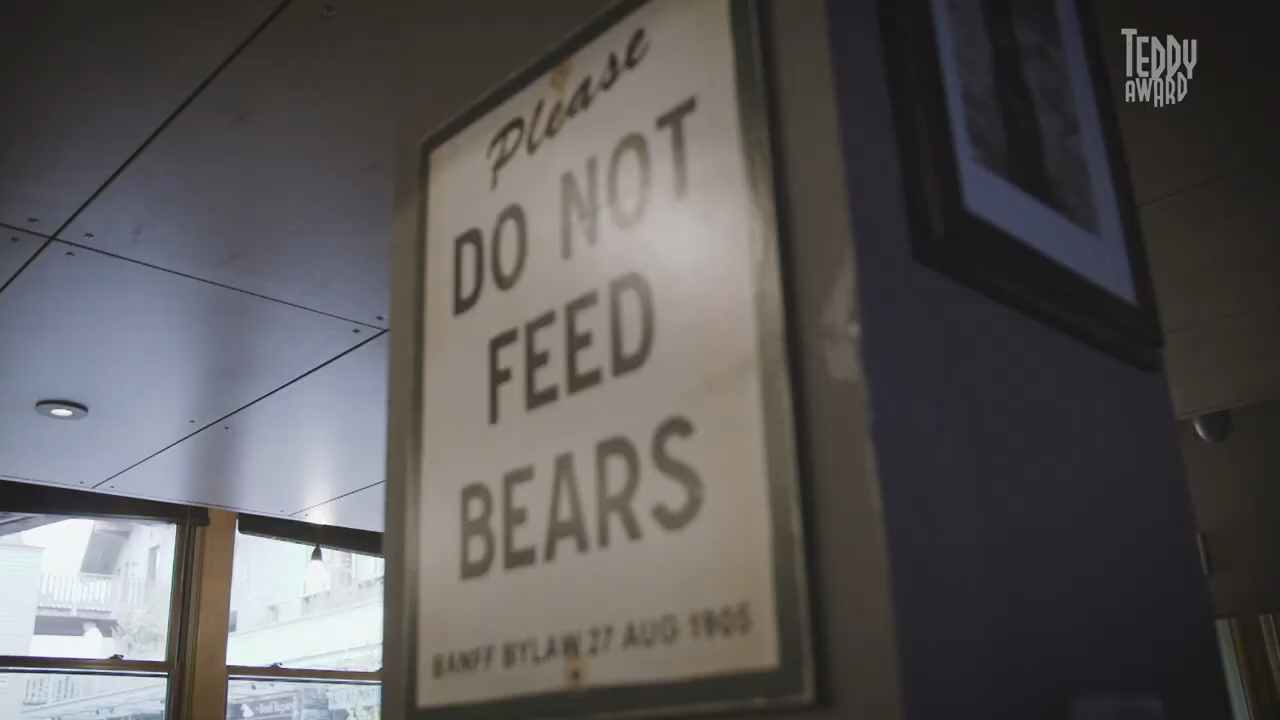 TEDDY
AWARD
Please
DO NOT
FEED
BEARS
BANFF BYLAW 27 AUG 1905